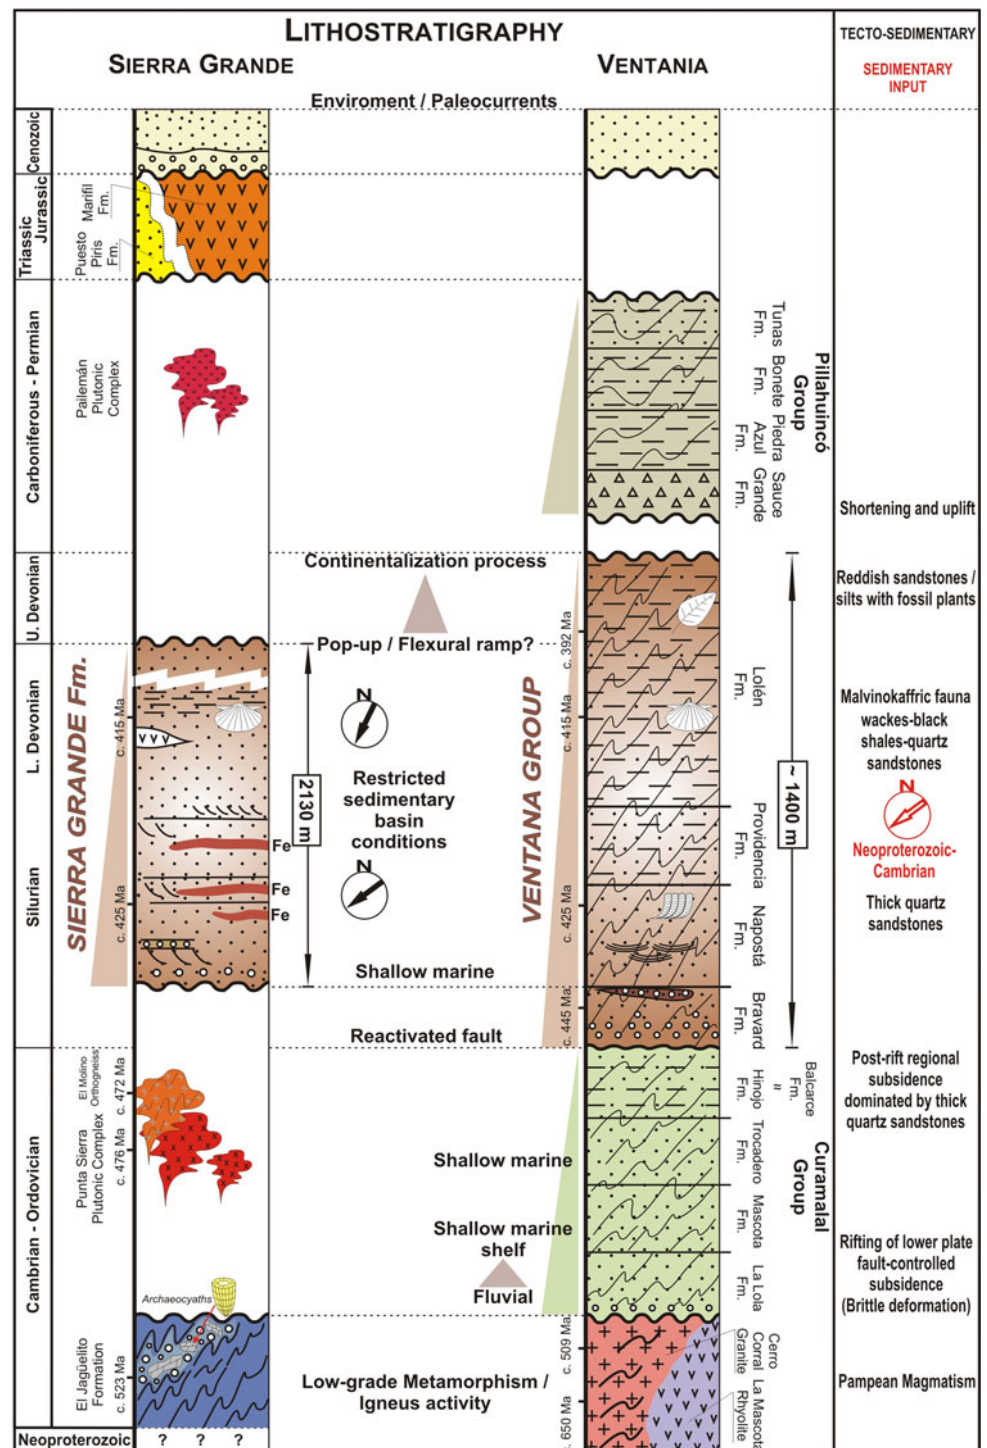 LITHOSTRATIGRAPHY
SIERRA GRANDE
VENTANIA
TECTO-SEDIMENTARY
SEDIMENTARY
INPUT
Enviroment / Paleocurrents
Cenozoic
Triassic
Jurassic
Carboniferous - Permian
U. Devonian
L. Devonian
Silurian
Cambrian - Ordovician
Neoproterozoic
Puesto
Piris
Fm.
Marifil
Fm.
Pailemán
Plutonic
Complex
SIERRA GRANDE Fm.
c. 415 Ma
c. 425 Ma
El Molino
Orthogneiss
c. 472 Ma
Punta Sierra
Plutonic Complex
c. 476 Ma
El Jagüelito
Formation
c. 523 Ma
V V V
Fe
Fe
Fe
2130 m
Archaeocyaths
? ? ?
Continentalization process
Pop-up / Flexural ramp?
N
Restricted
sedimentary
basin
conditions
N
Shallow marine
Reactivated fault
Shallow marine
Shallow marine
shelf
Fluvial
Low-grade Metamorphism /
Igneus activity
VENTANA GROUP
c. 392 Ma
c. 415 Ma
c. 425 Ma
c. 445 Ma
c. 509 Ma
c. 650 Ma
Tunas
Fm.
Bonete
Fm.
Piedra
Azul
Fm.
Sauce
Grande
Fm.
Pillahuincó
Group
Lolén
Fm.
Providencia
Fm.
Napostá
Fm.
Bravard
Fm.
~ 1400 m
Hinojo
Fm.
Balcarce
Fm.
≈
Trocadero
Fm.
Mascota
Fm.
La Lola
Fm.
Curamalal
Group
Cerro
Corral
Granite
La Mascota
Rhyolite
Shortening and uplift
Reddish sandstones /
silts with fossil plants
Malvinokaffric fauna
wackes-black
shales-quartz
sandstones
N
Neoproterozoic-
Cambrian
Thick quartz
sandstones
Post-rift regional
subsidence
dominated by thick
quartz sandstones
Rifting of lower plate
fault-controlled
subsidence
(Brittle deformation)
Pampean Magmatism